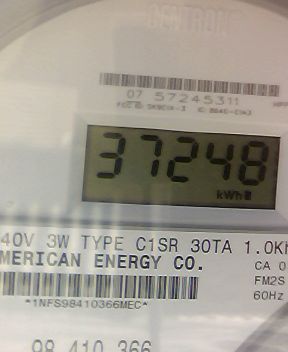 CENTRON
07 57245311
37248
kWh
40V 3W TYPE C1SR 30TA 1.0Kh
MERICAN ENERGY CO.
CA 0
FM2S
60Hz
*1NFS98410366MEC*
98 410 366